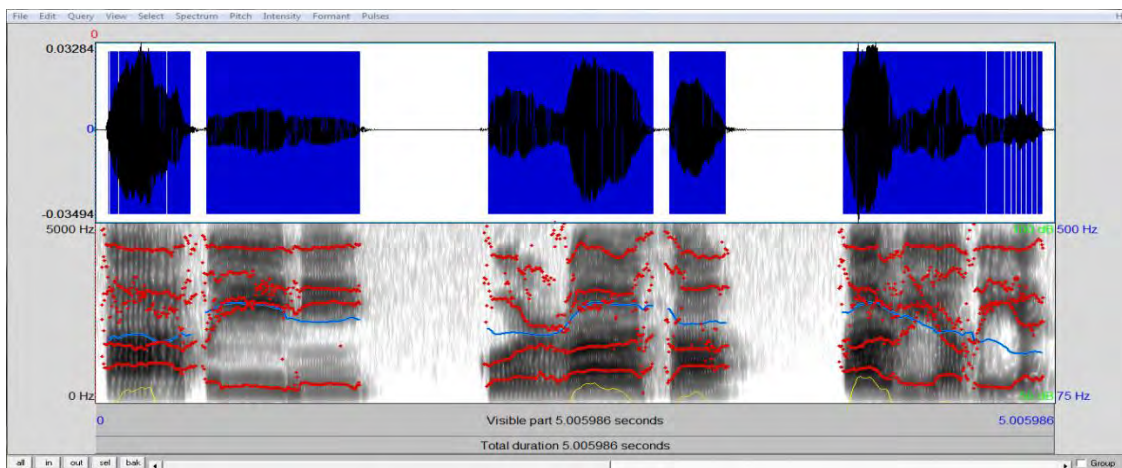 File Edit Query View Select Spectrum Pitch Intensity Formant Pulses H
0
0.03284
0
-0.03494
5000 Hz 500 Hz
0 Hz 75 Hz
0 Visible part 5.005986 seconds 5.005986
Total duration 5.005986 seconds
all in out sel bak Group